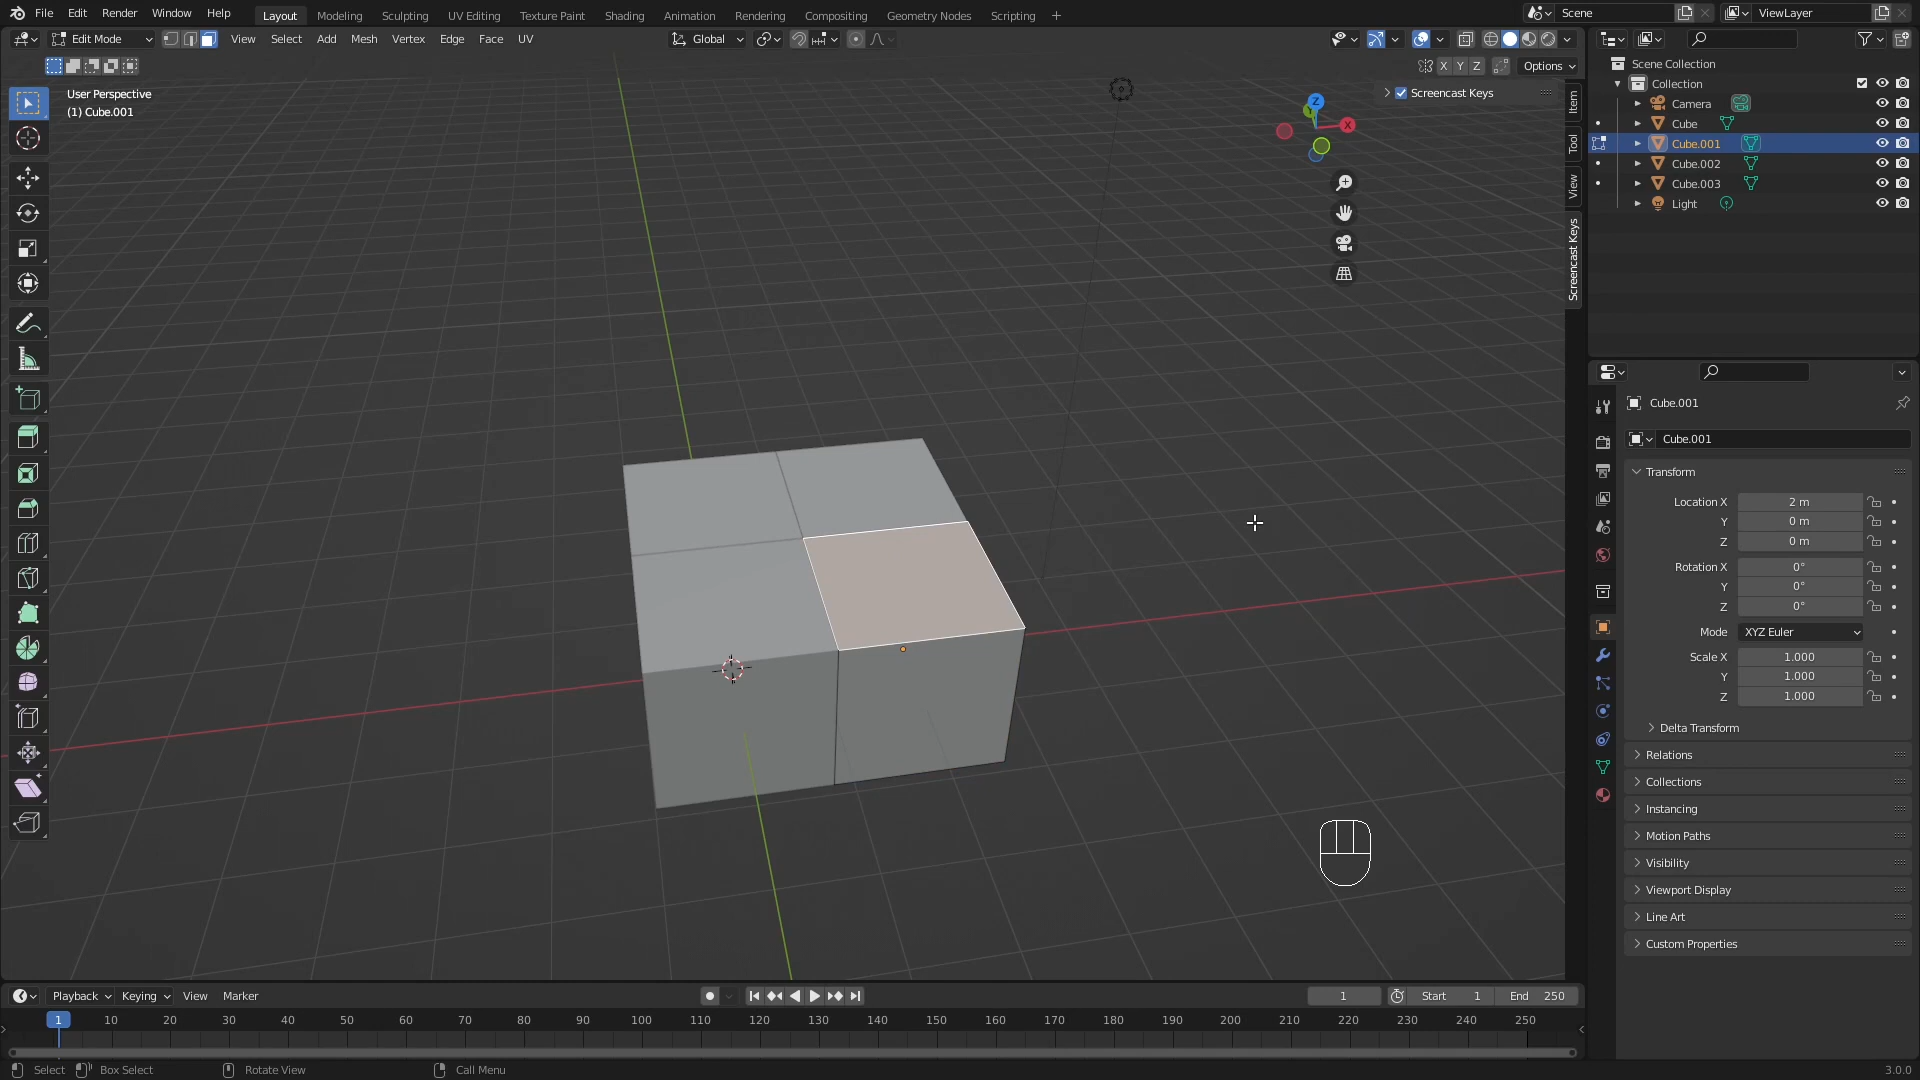 File Edit Render Window Help Layout Modeling Sculpting UV Editing Texture Paint Shading Animation Rendering Compositing Geometry Nodes Scripting + Scene ViewLayer
Edit Mode View Select Add Mesh Vertex Edge Face UV Global
X Y Z Options
User Perspective
(1) Cube.001
Screencast Keys
Z
Y
X
Item
Tool
View
Screencast Keys
Scene Collection
Collection
Camera
Cube
Cube.001
Cube.002
Cube.003
Light
Cube.001
Cube.001
Transform
Location X 2 m
Y 0 m
Z 0 m
Rotation X 0°
Y 0°
Z 0°
Mode XYZ Euler
Scale X 1.000
Y 1.000
Z 1.000
Delta Transform
Relations
Collections
Instancing
Motion Paths
Visibility
Viewport Display
Line Art
Custom Properties
Playback Keying View Marker 1 Start 1 End 250
1 10 20 30 40 50 60 70 80 90 100 110 120 130 140 150 160 170 180 190 200 210 220 230 240 250
Select Box Select Rotate View Call Menu 3.0.0